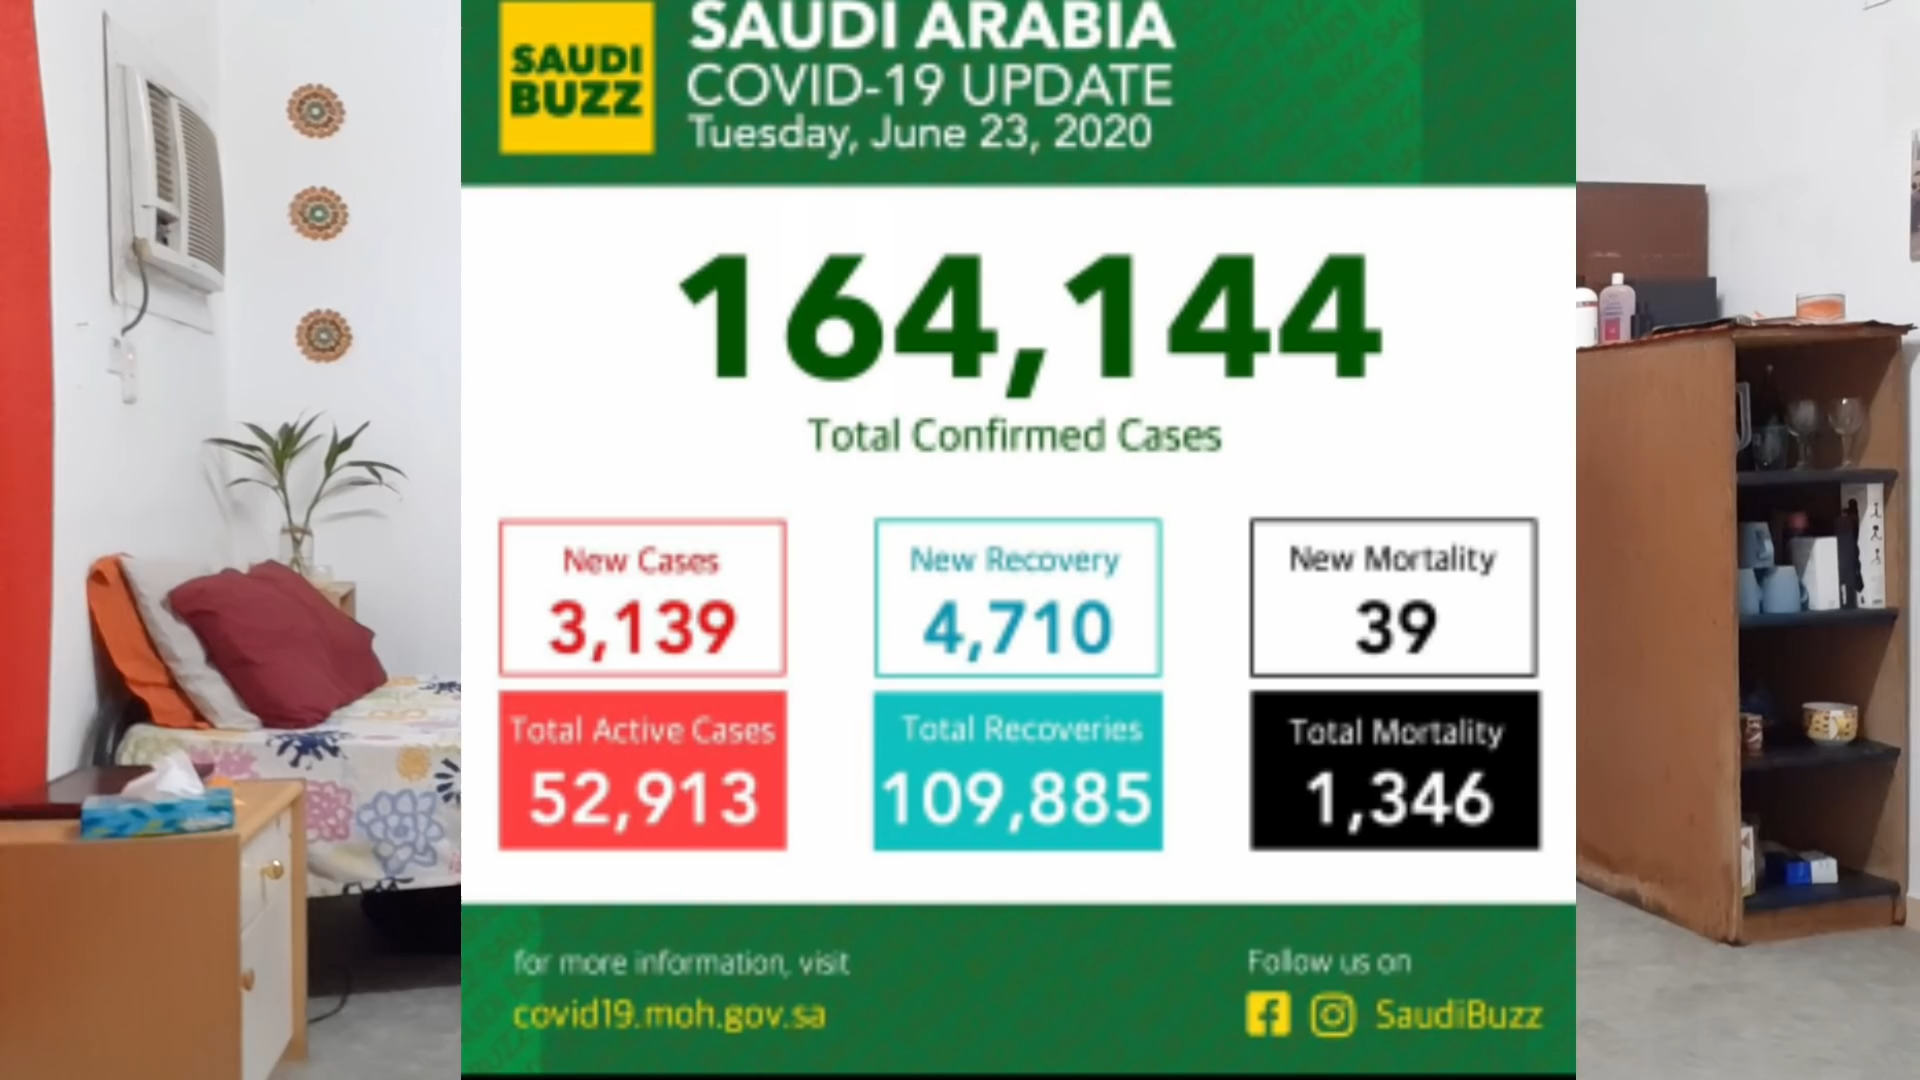 SAUDI
BUZZ
SAUDI ARABIA
COVID-19 UPDATE
Tuesday, June 23, 2020
164,144
Total Confirmed Cases
New Cases
3,139
New Recovery
4,710
New Mortality
39
Total Active Cases
52,913
Total Recoveries
109,885
Total Mortality
1,346
for more information, visit
covid19.moh.gov.sa
Follow us on
SaudiBuzz